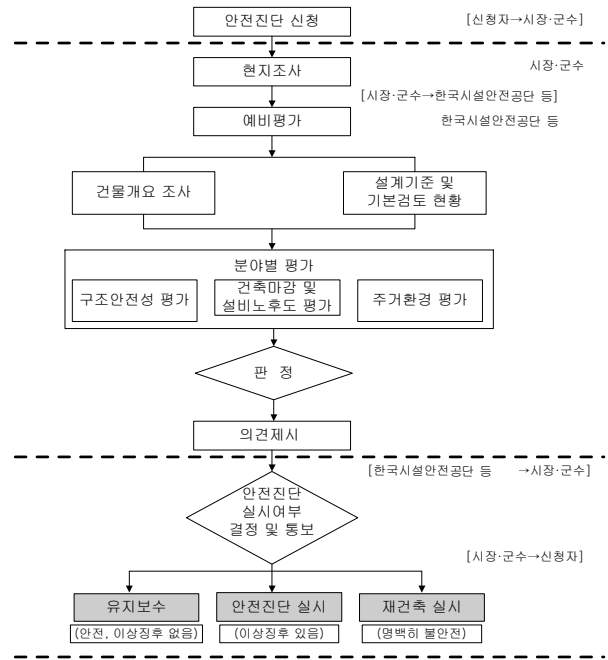 안전진단 신청
[신청자→시장·군수]
현지조사
시장·군수
[시장·군수→한국시설안전공단 등]
예비평가
한국시설안전공단 등
건물개요 조사
설계기준 및
기본검토 현황
분야별 평가
구조안전성 평가
건축마감 및
설비노후도 평가
주거환경 평가
판 정
의견제시
[한국시설안전공단 등 →시장·군수]
안전진단
실시여부
결정 및 통보
[시장·군수→신청자]
유지보수
안전진단 실시
재건축 실시
(안전, 이상징후 없음)
(이상징후 있음)
(명백히 불안전)